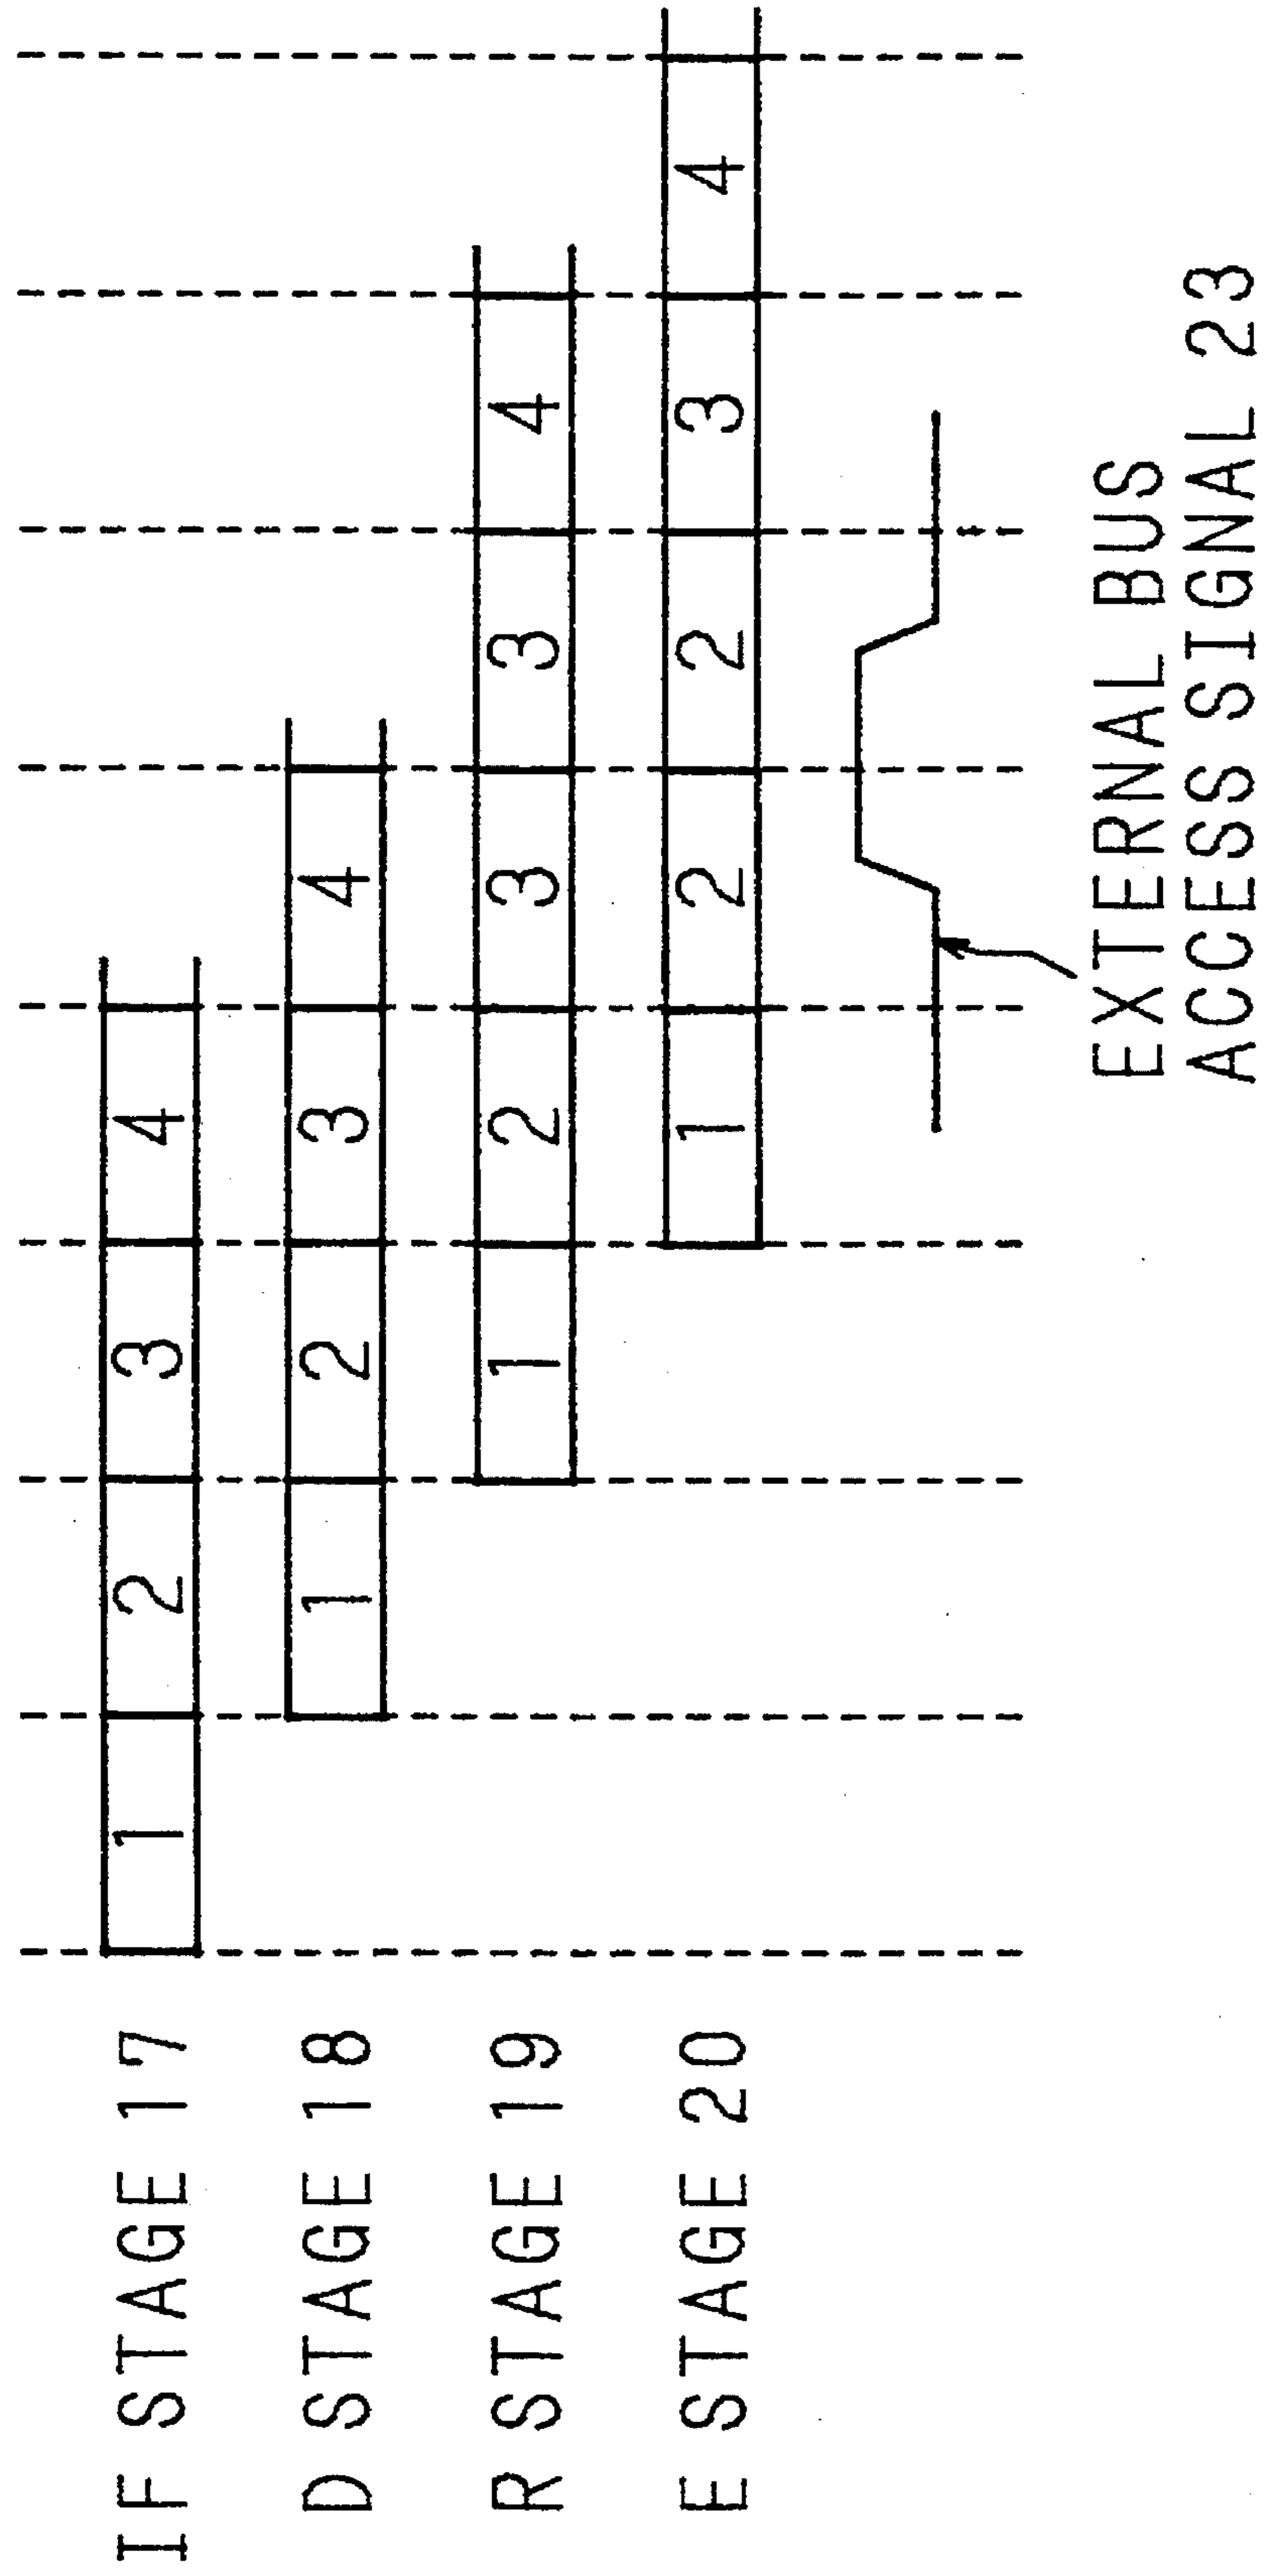 IF STAGE 17 1 2 3 4
D STAGE 18 1 2 3 4
R STAGE 19 1 2 3 3 4
E STAGE 20 1 2 2 3 4
EXTERNAL BUS
ACCESS SIGNAL 23